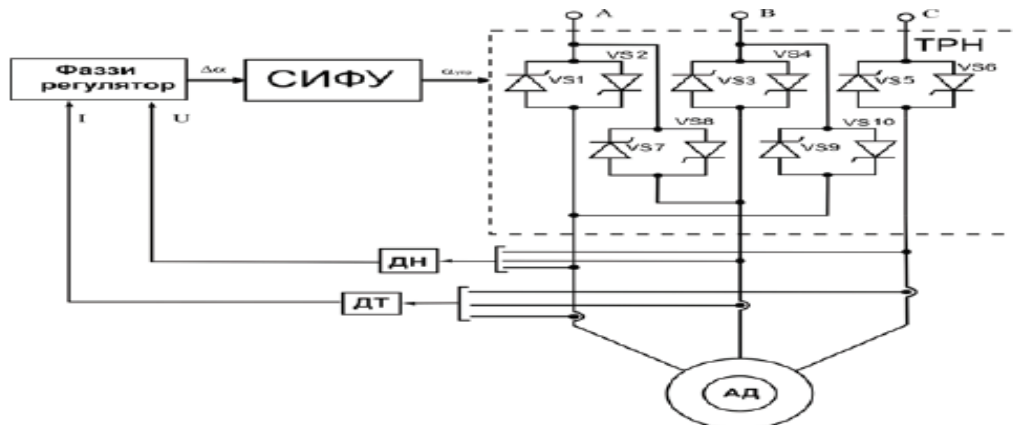 A
B
C
ТРН
Фаззи
регулятор
Δα
СИФУ
VS2
VS4
VS6
VS1
VS3
VS5
I
U
VS8
VS10
VS7
VS9
ДН
ДТ
АД